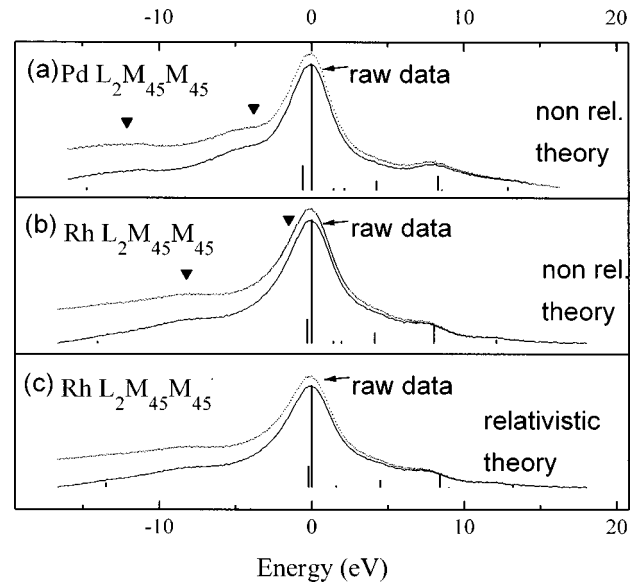 -10 0 10 20
(a) Pd L₂M₄₅M₄₅
raw data
non rel.
theory
(b) Rh L₂M₄₅M₄₅
raw data
non rel.
theory
(c) Rh L₂M₄₅M₄₅
raw data
relativistic
theory
-10 0 10 20
Energy (eV)